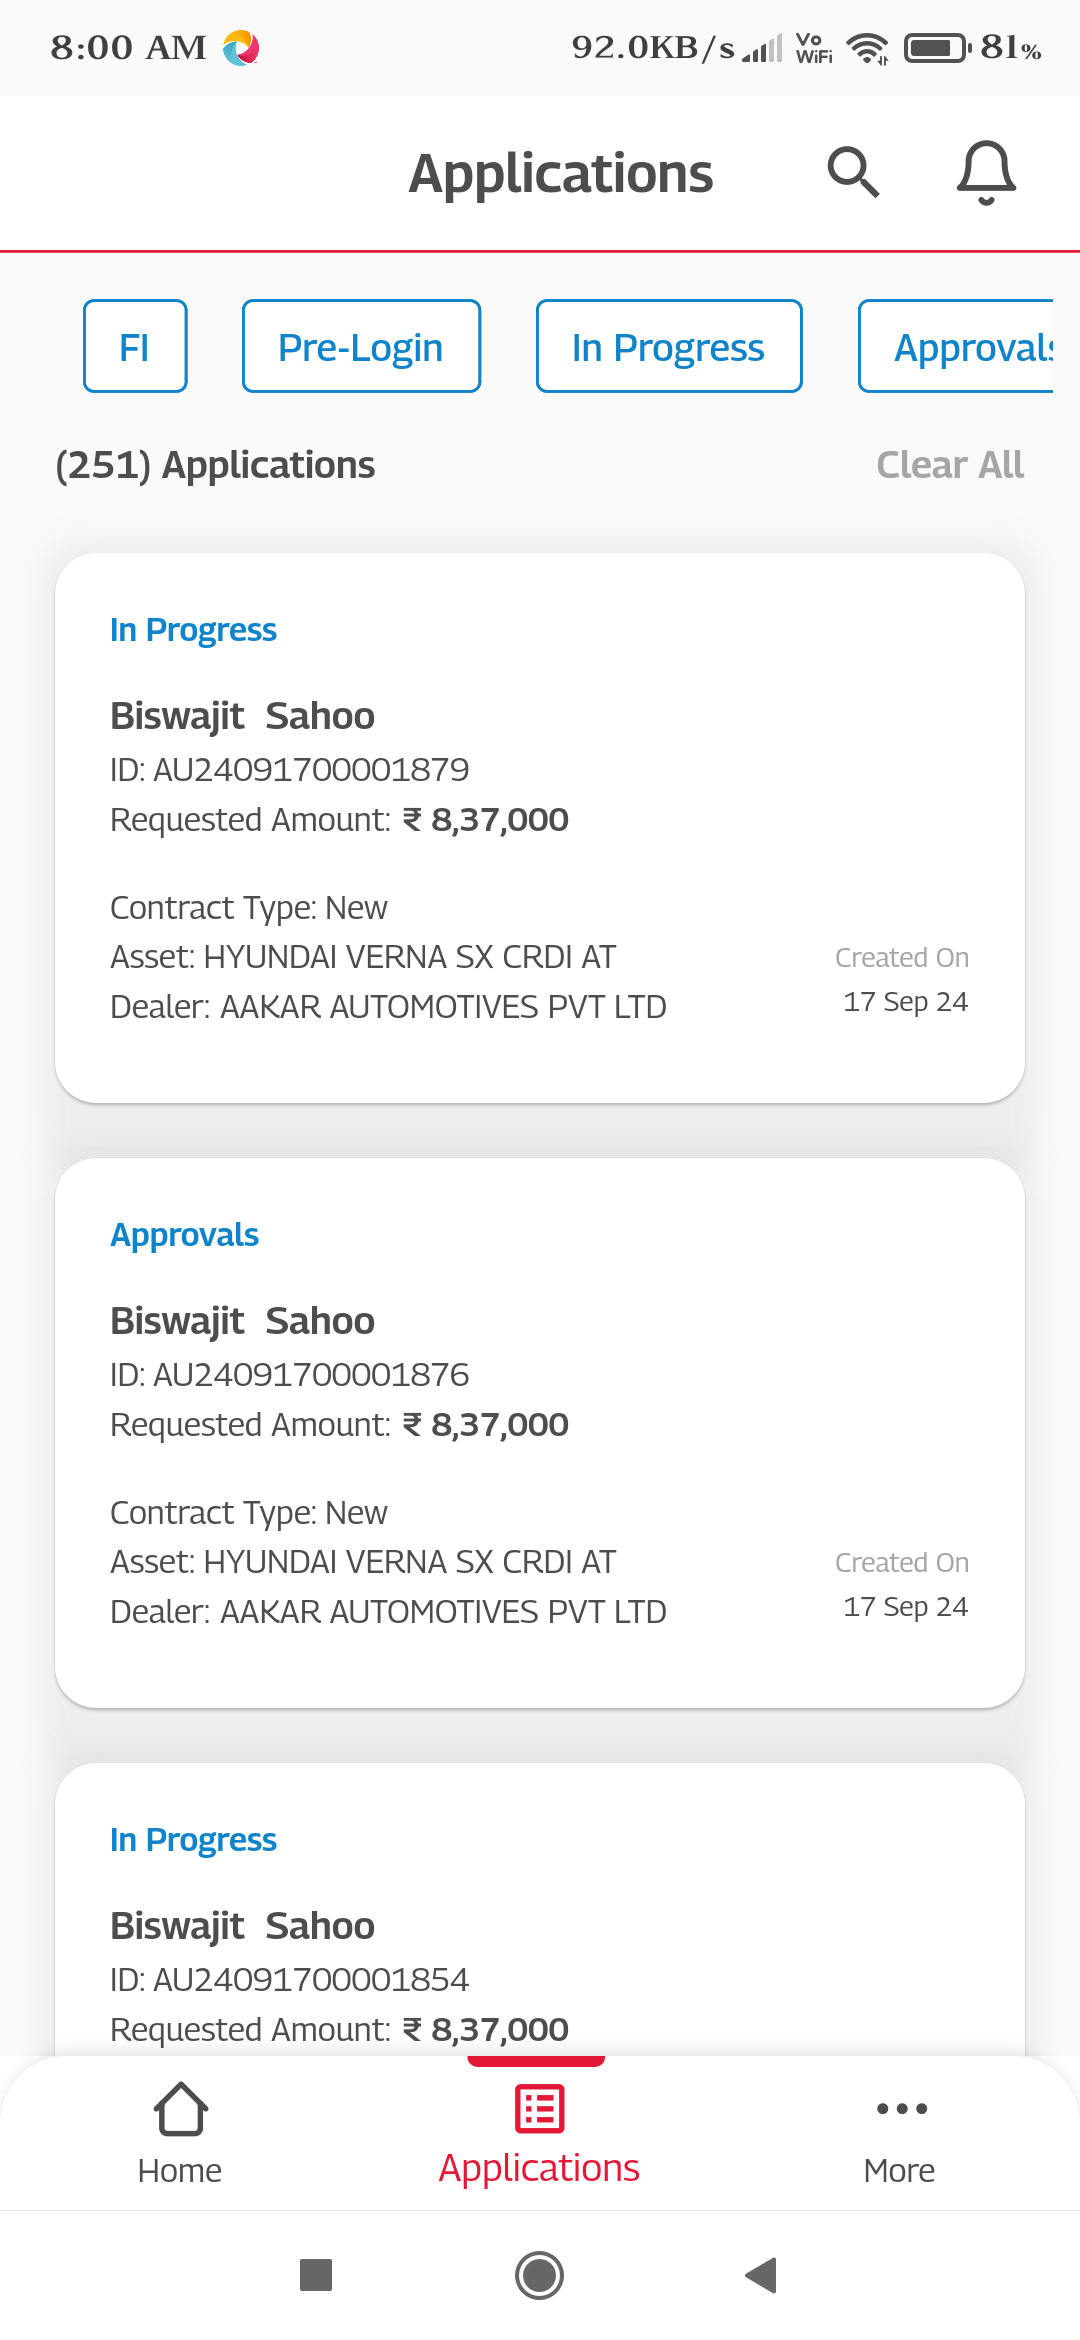 8:00 AM 92.0KB/s Vo WiFi 81%
Applications
FI Pre-Login In Progress Approvals
(251) Applications Clear All
In Progress
Biswajit Sahoo
ID: AU24091700001879
Requested Amount: ₹ 8,37,000
Contract Type: New
Asset: HYUNDAI VERNA SX CRDI AT Created On
Dealer: AAKAR AUTOMOTIVES PVT LTD 17 Sep 24
Approvals
Biswajit Sahoo
ID: AU24091700001876
Requested Amount: ₹ 8,37,000
Contract Type: New
Asset: HYUNDAI VERNA SX CRDI AT Created On
Dealer: AAKAR AUTOMOTIVES PVT LTD 17 Sep 24
In Progress
Biswajit Sahoo
ID: AU24091700001854
Requested Amount: ₹ 8,37,000
Home Applications More